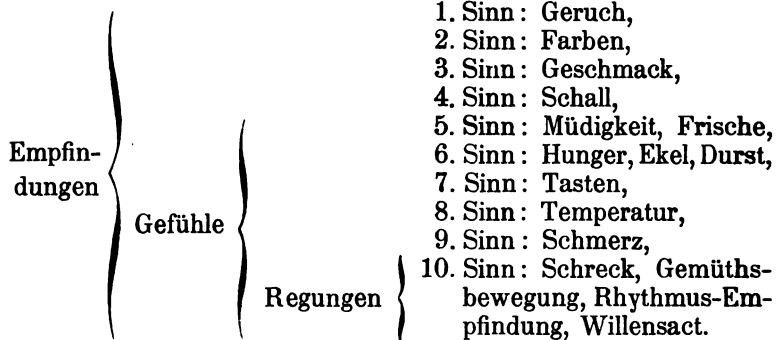 1. Sinn: Geruch,
2. Sinn: Farben,
3. Sinn: Geschmack,
4. Sinn: Schall,
5. Sinn: Müdigkeit, Frische,
Empfin-
6. Sinn: Hunger, Ekel, Durst,
dungen
7. Sinn: Tasten,
Gefühle
8. Sinn: Temperatur,
9. Sinn: Schmerz,
10. Sinn: Schreck, Gemüths-
Regungen
bewegung, Rhythmus-Em-
pfindung, Willensact.